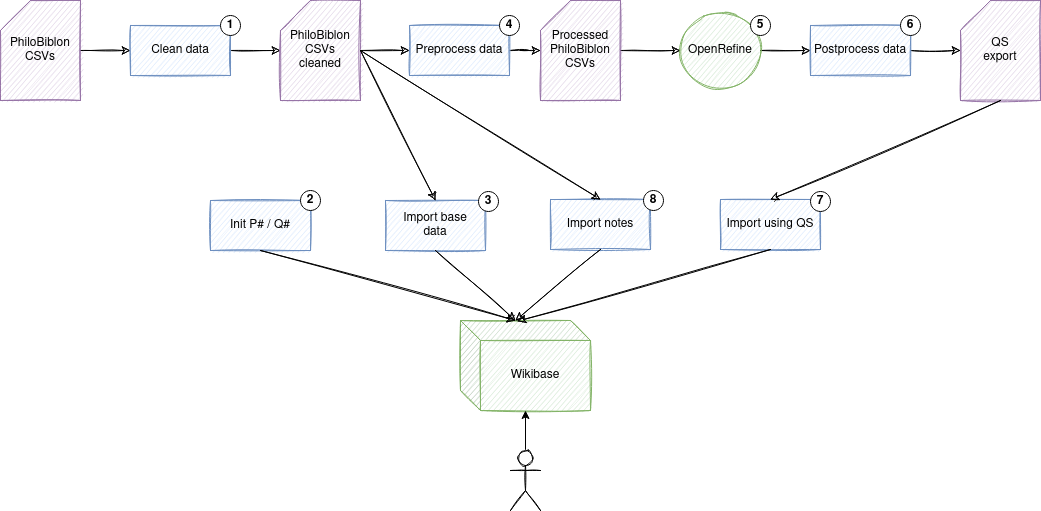 PhiloBiblon
CSVs
1
Clean data
PhiloBiblon
CSVs
cleaned
4
Preprocess data
Processed
PhiloBiblon
CSVs
5
OpenRefine
6
Postprocess data
QS
export
2
Init P# / Q#
3
Import base
data
8
Import notes
7
Import using QS
Wikibase